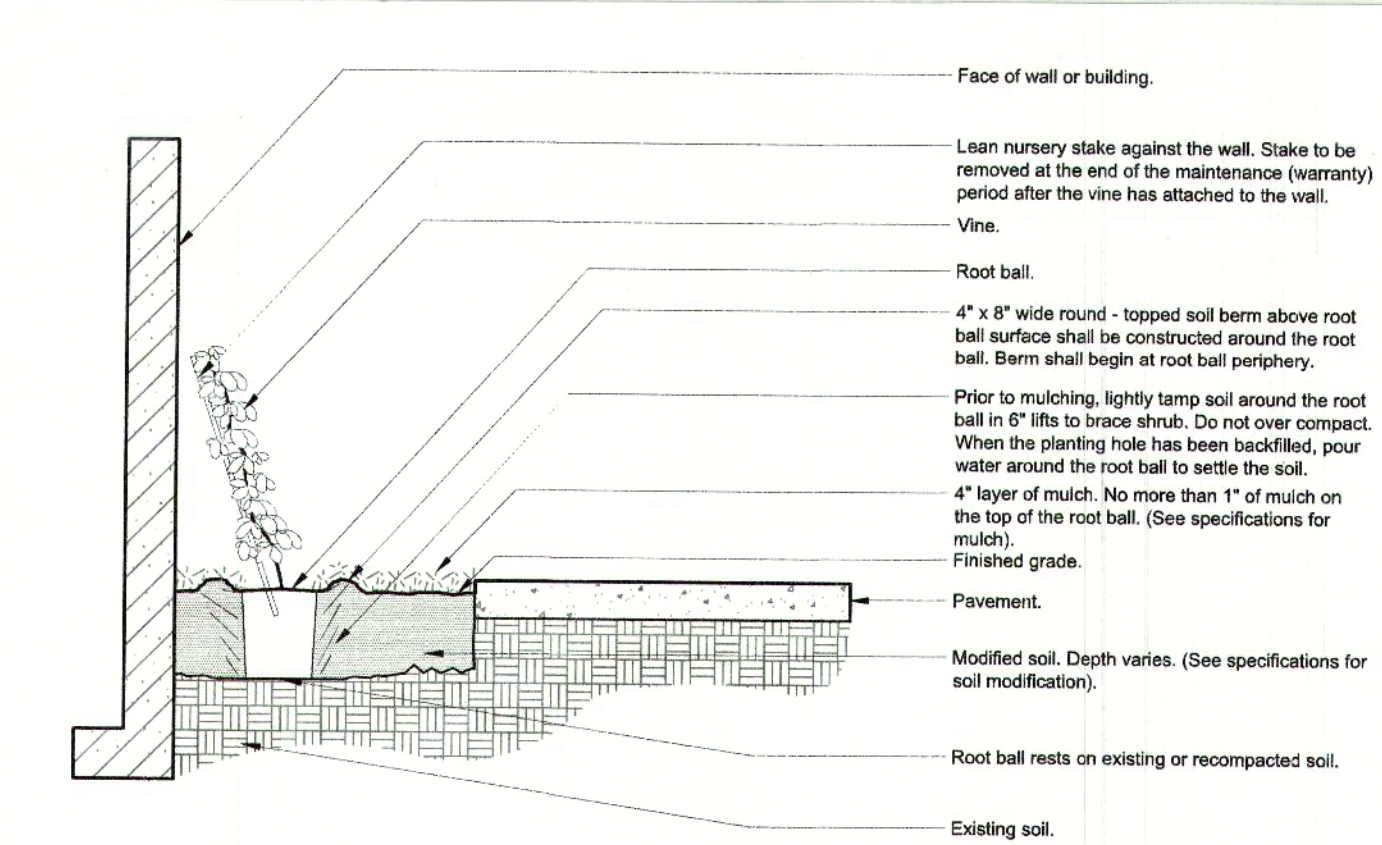 Face of wall or building.
Lean nursery stake against the wall. Stake to be
removed at the end of the maintenance (warranty)
period after the vine has attached to the wall.
Vine.
Root ball.
4" x 8" wide round - topped soil berm above root
ball surface shall be constructed around the root
ball. Berm shall begin at root ball periphery.
Prior to mulching, lightly tamp soil around the root
ball in 6" lifts to brace shrub. Do not over compact.
When the planting hole has been backfilled, pour
water around the root ball to settle the soil.
4" layer of mulch. No more than 1" of mulch on
the top of the root ball. (See specifications for
mulch).
Finished grade.
Pavement.
Modified soil. Depth varies. (See specifications for
soil modification).
Root ball rests on existing or recompacted soil.
Existing soil.